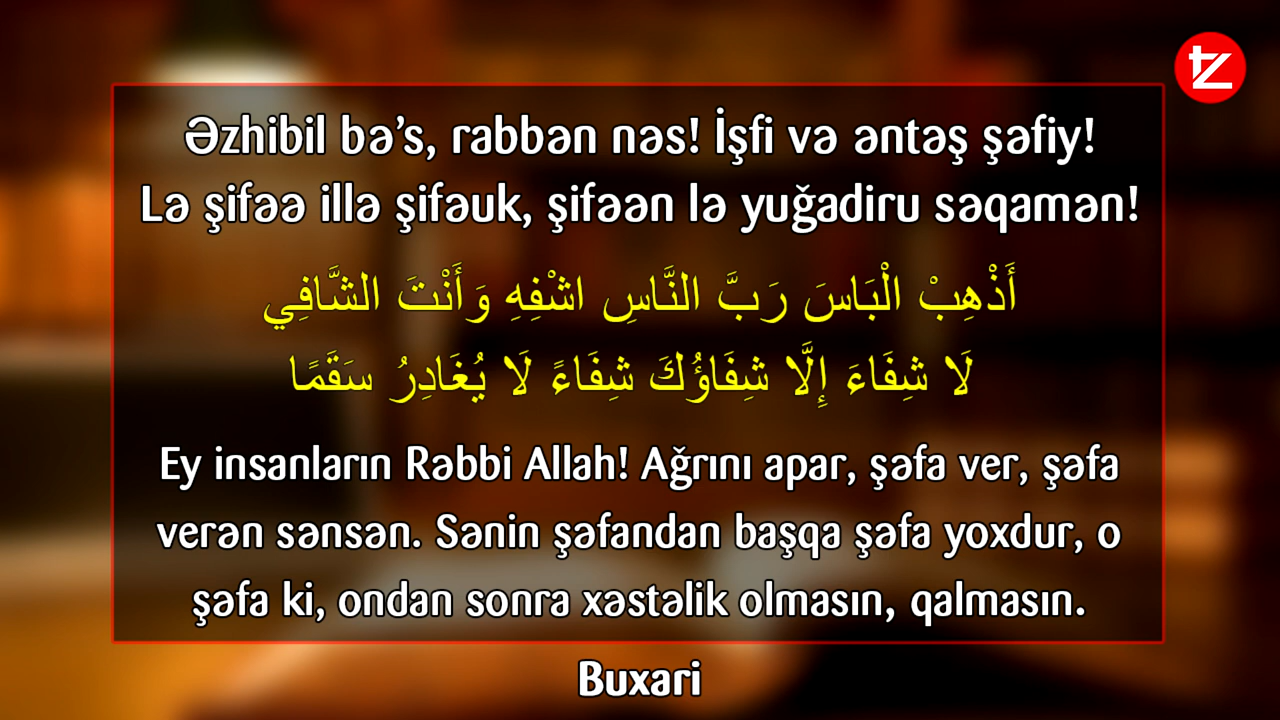 Əzhibil bə’s, rabbən nəs! İşfi və əntəş şəfiy!
Lə şifəə illə şifəuk, şifəən lə yuğadiru səqamən!
أَذْهِبْ الْبَاسَ رَبَّ النَّاسِ اشْفِهِ وَأَنْتَ الشَّافِي
لَا شِفَاءَ إِلَّا شِفَاؤُكَ شِفَاءً لَا يُغَادِرُ سَقَمًا
Ey insanların Rəbbi Allah! Ağrını apar, şəfa ver, şəfa
verən sənsən. Sənin şəfandan başqa şəfa yoxdur, o
şəfa ki, ondan sonra xəstəlik olmasın, qalmasın.
Buxari